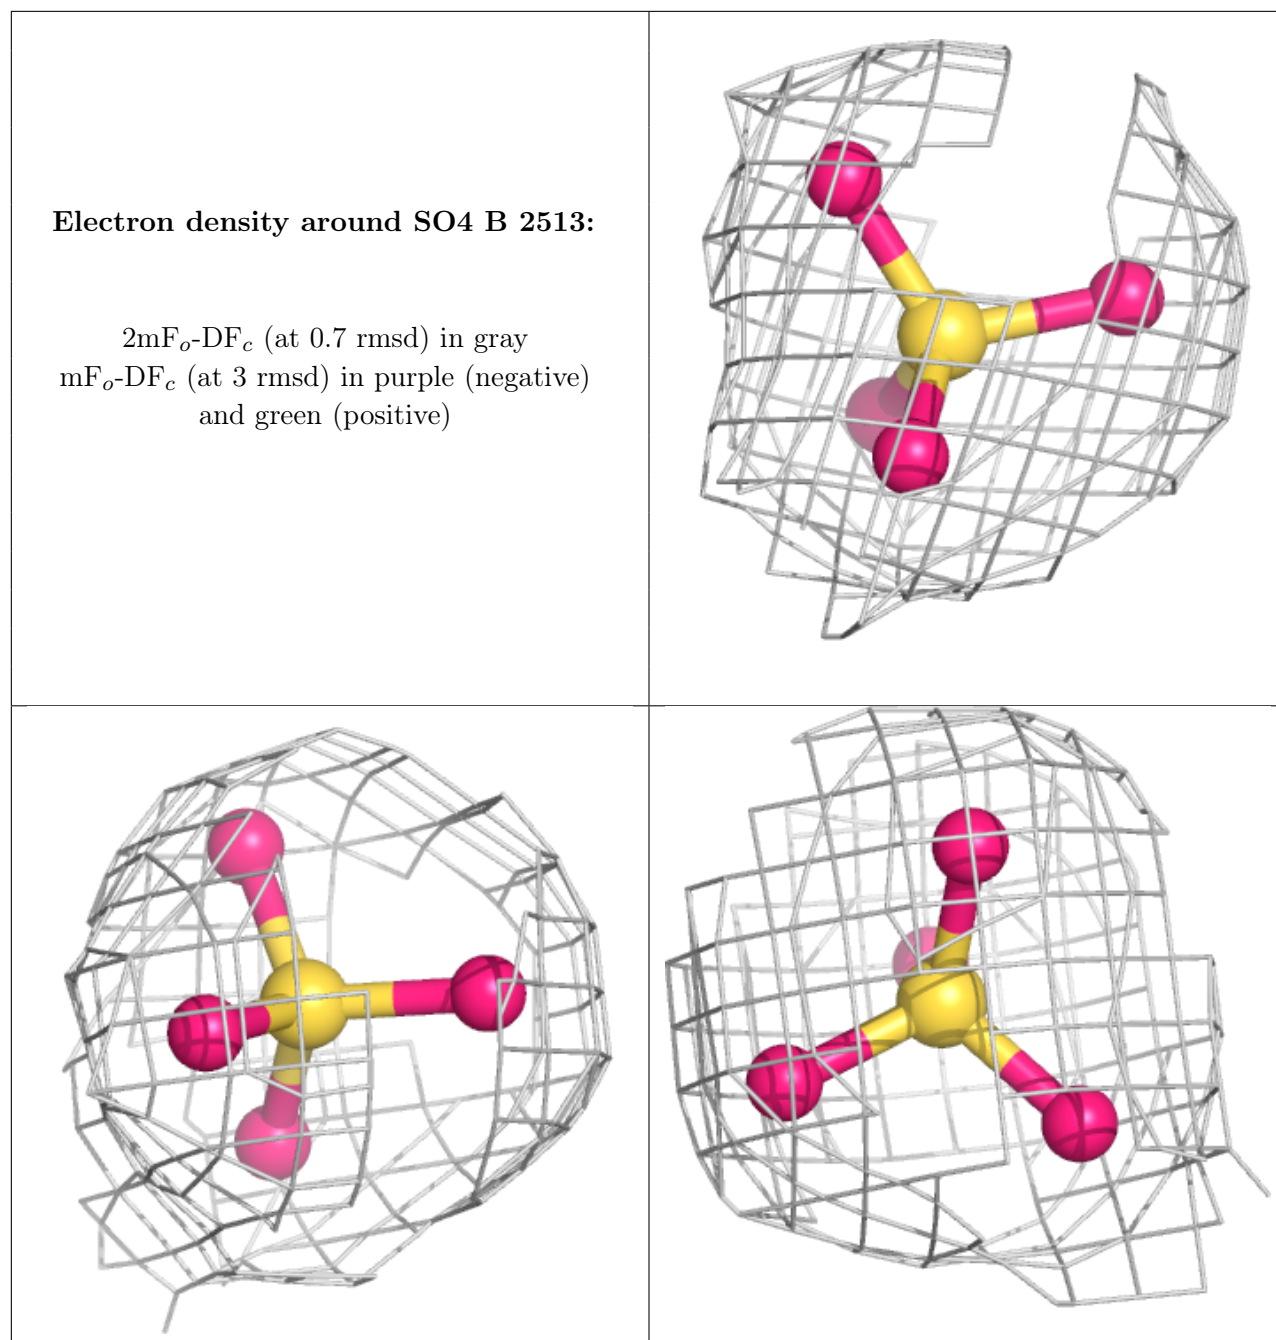 Electron density around SO4 B 2513:
2mFo-DFc (at 0.7 rmsd) in gray
mFo-DFc (at 3 rmsd) in purple (negative)
and green (positive)